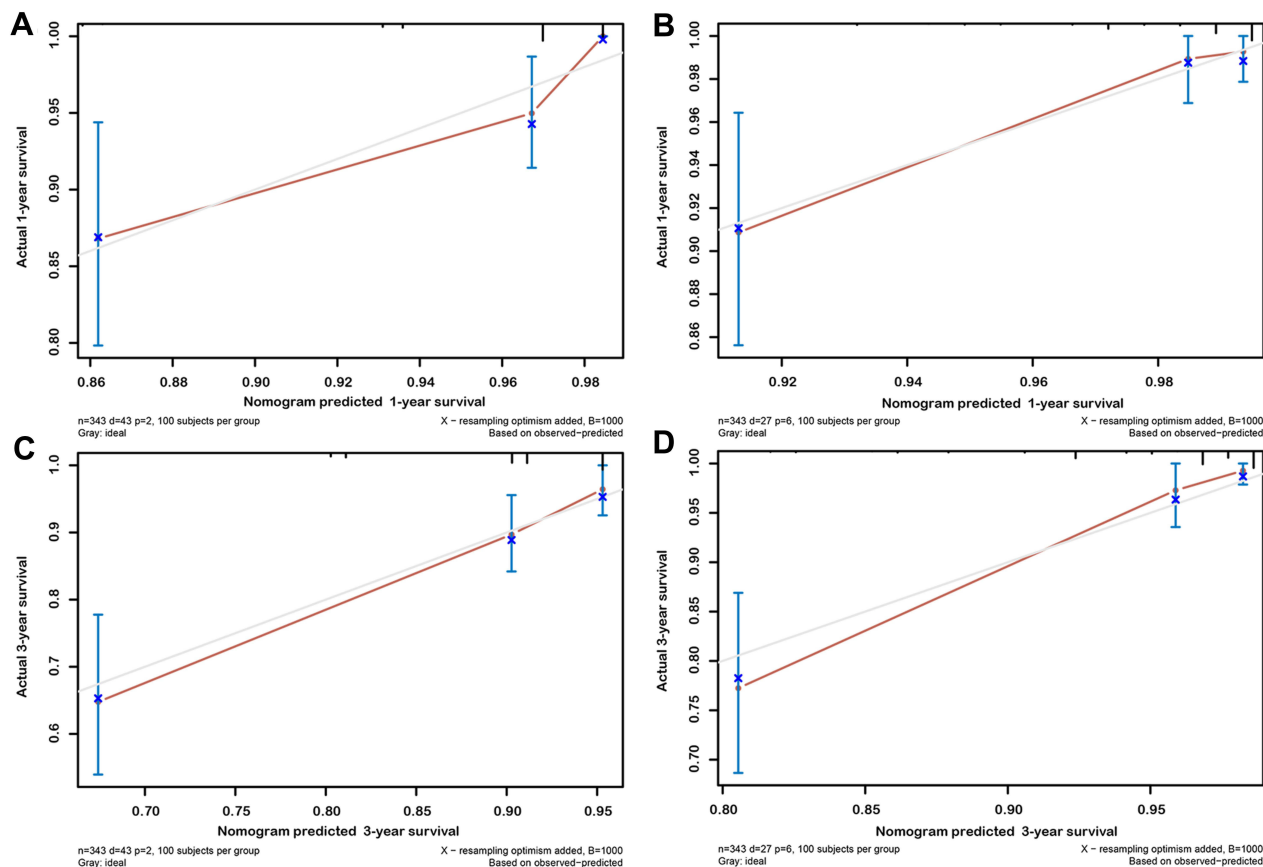 A
Actual 1-year survival
1.00
0.95
0.90
0.85
0.80
0.86 0.88 0.90 0.92 0.94 0.96 0.98
Nomogram predicted 1-year survival
n=343 d=43 p=2, 100 subjects per group
Gray: ideal
X − resampling optimism added, B=1000
Based on observed−predicted
B
Actual 1-year survival
1.00
0.98
0.96
0.94
0.92
0.90
0.88
0.86
0.92 0.94 0.96 0.98
Nomogram predicted 1-year survival
n=343 d=27 p=6, 100 subjects per group
Gray: ideal
X − resampling optimism added, B=1000
Based on observed−predicted
C
Actual 3-year survival
1.0
0.9
0.8
0.7
0.6
0.70 0.80 0.90 0.95
Nomogram predicted 3-year survival
n=343 d=43 p=2, 100 subjects per group
Gray: ideal
X − resampling optimism added, B=1000
Based on observed−predicted
D
Actual 3-year survival
1.00
0.95
0.90
0.85
0.80
0.75
0.70
0.80 0.85 0.90 0.95
Nomogram predicted 3-year survival
n=343 d=27 p=6, 100 subjects per group
Gray: ideal
X − resampling optimism added, B=1000
Based on observed−predicted